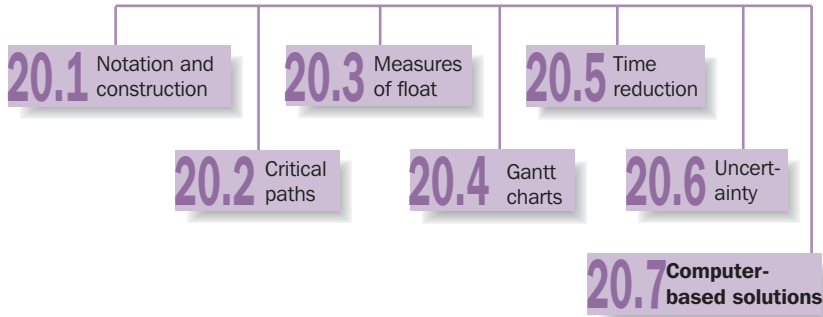 20.1 Notation and
construction
20.2 Critical
paths
20.3 Measures
of float
20.4 Gantt
charts
20.5 Time
reduction
20.6 Uncert-
ainty
20.7 Computer-
based solutions